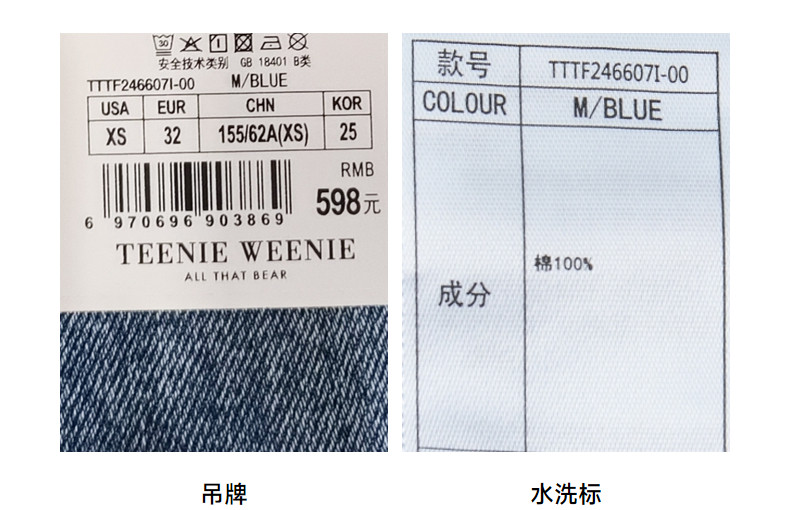 30
安全技术类别 GB 18401 B类
TTTF246607I-00 M/BLUE
USA EUR CHN KOR
XS 32 155/62A(XS) 25
RMB
598元
6 970696 903869
TEENIE WEENIE
ALL THAT BEAR
款号 TTTF246607I-00
COLOUR M/BLUE
成分 棉100%
吊牌
水洗标